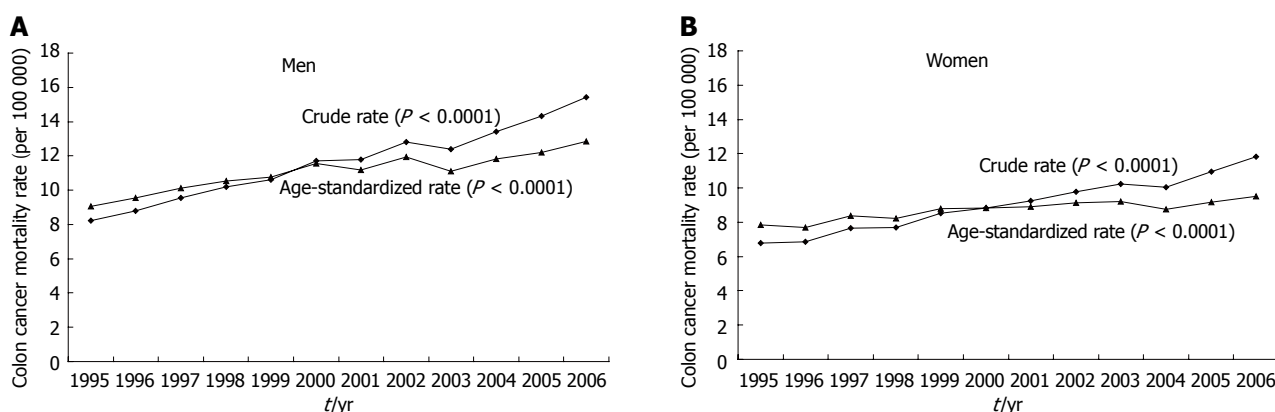 A
Colon cancer mortality rate (per 100 000)
18
16
14
12
10
8
6
4
2
0
Men
Crude rate (P < 0.0001)
Age-standardized rate (P < 0.0001)
1995 1996 1997 1998 1999 2000 2001 2002 2003 2004 2005 2006
t/yr
B
Colon cancer mortality rate (per 100 000)
18
16
14
12
10
8
6
4
2
0
Women
Crude rate (P < 0.0001)
Age-standardized rate (P < 0.0001)
1995 1996 1997 1998 1999 2000 2001 2002 2003 2004 2005 2006
t/yr